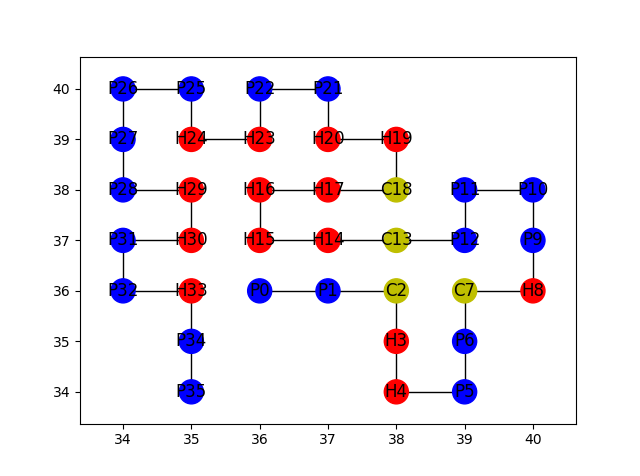 40 P26 P25 P22 P21
39 P27 H24 H23 H20 H19
38 P28 H29 H16 H17 C18 P11 P10
37 P31 H30 H15 H14 C13 P12 P9
36 P32 H33 P0 P1 C2 C7 H8
35 P34 H3 P6
34 P35 H4 P5
34 35 36 37 38 39 40